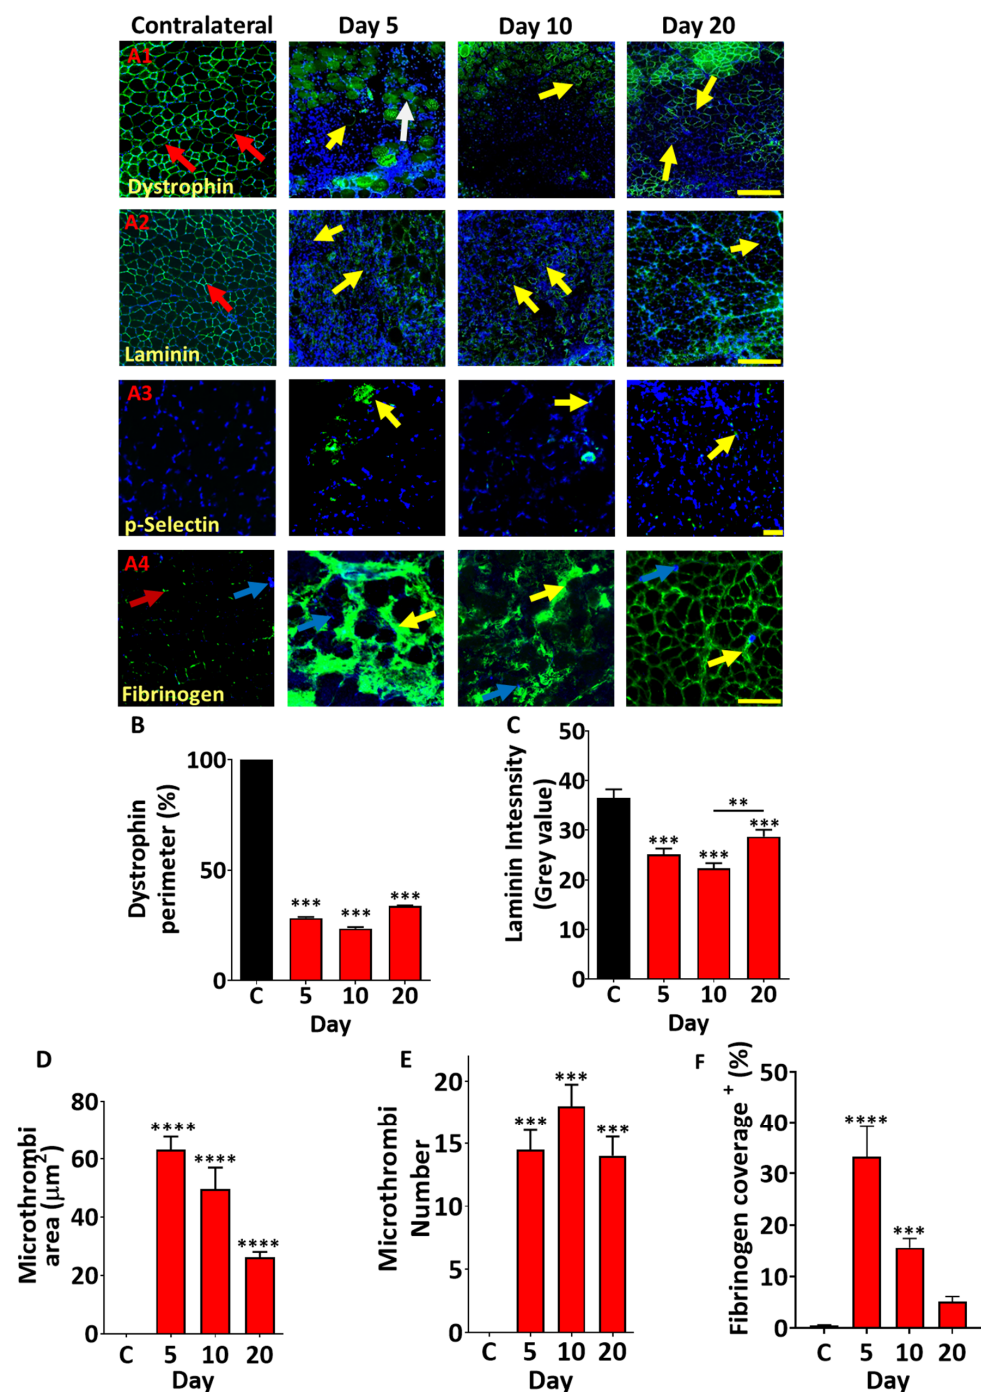 Contralateral Day 5 Day 10 Day 20
A1
Dystrophin
A2
Laminin
A3
p-Selectin
A4
Fibrinogen
B
Dystrophin
perimeter (%)
100
50
0
*** *** ***
C 5 10 20
Day
C
Laminin Intesnsity
(Grey value)
50
40
30
20
10
0
**
*** *** ***
C 5 10 20
Day
D
Microthrombi
area (μm²)
80
60
40
20
0
**** **** ****
C 5 10 20
Day
E
Microthrombi
Number
20
15
10
5
0
*** *** ***
C 5 10 20
Day
F
Fibrinogen coverage + (%)
50
40
30
20
10
0
**** ***
C 5 10 20
Day